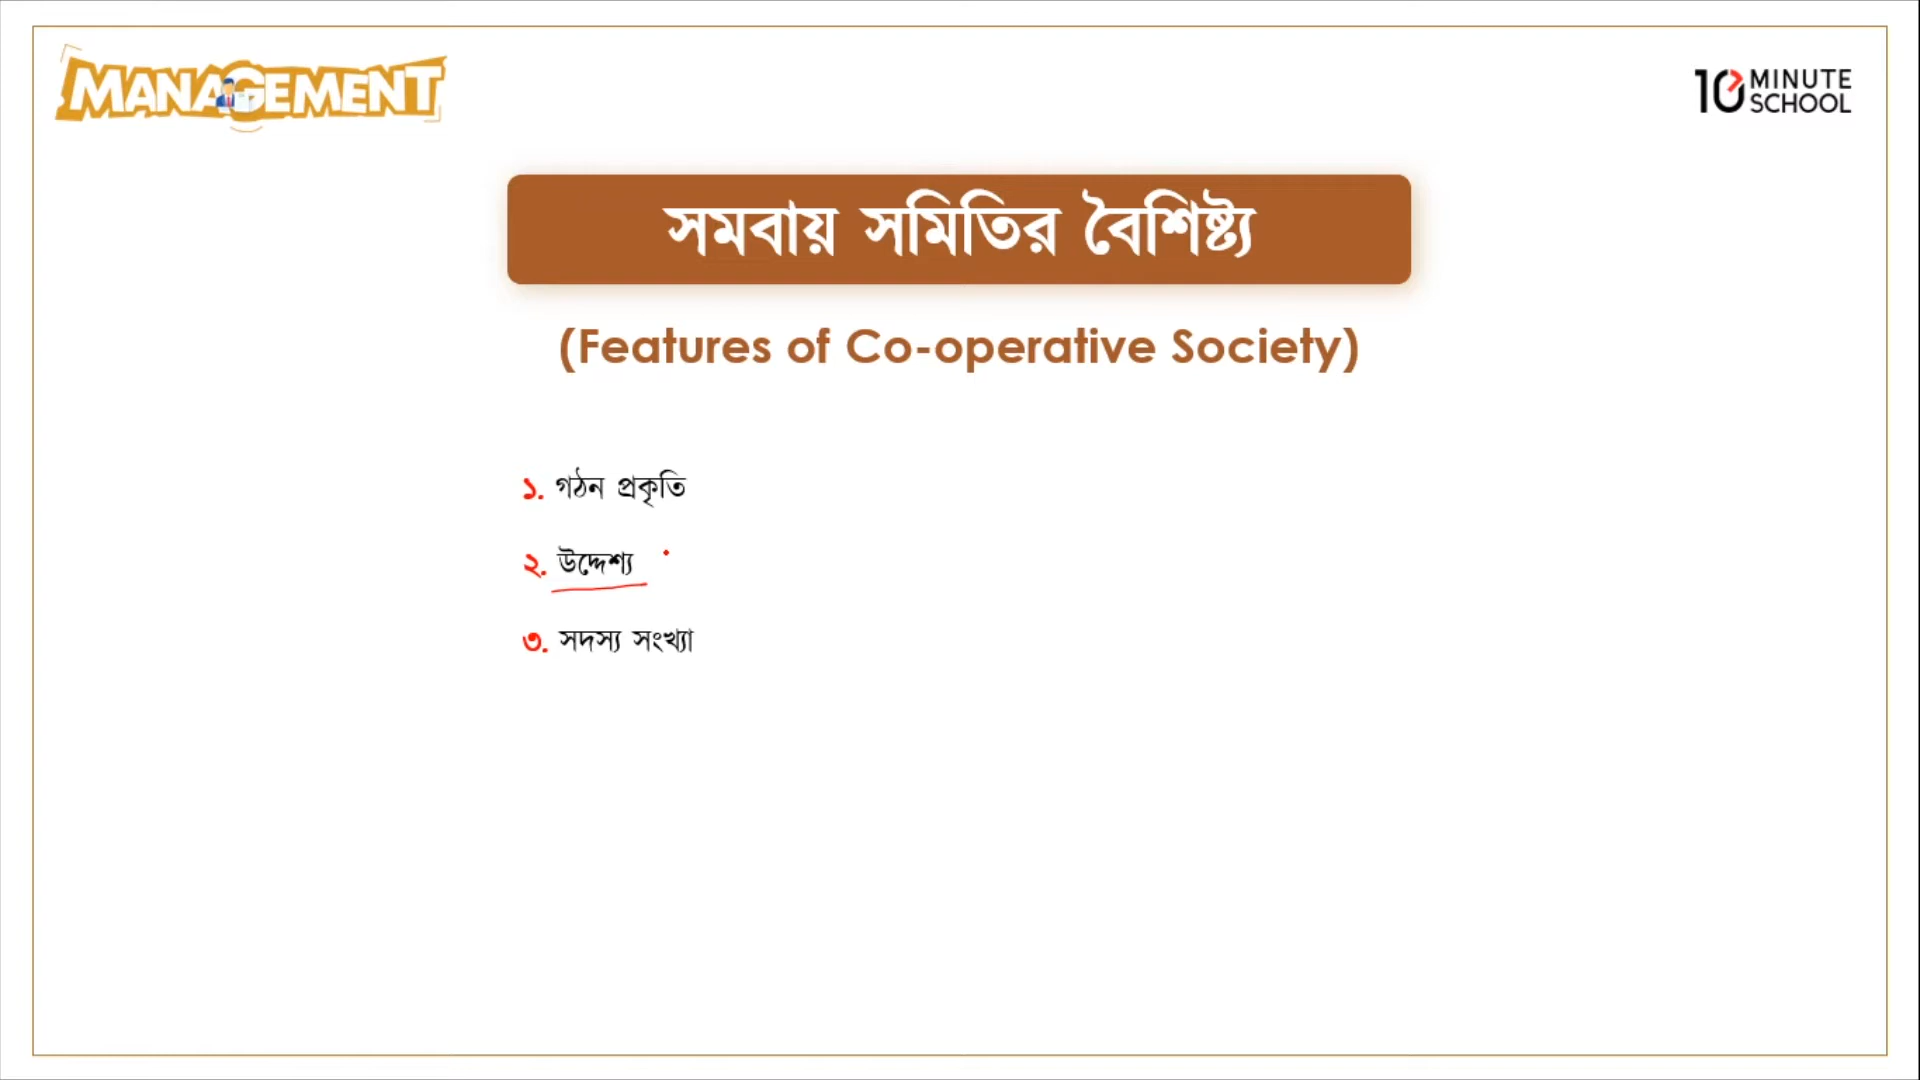 MANAGEMENT
10 MINUTE SCHOOL
সমবায় সমিতির বৈশিষ্ট্য
(Features of Co-operative Society)
১. গঠন প্রকৃতি
২. উদ্দেশ্য
৩. সদস্য সংখ্যা